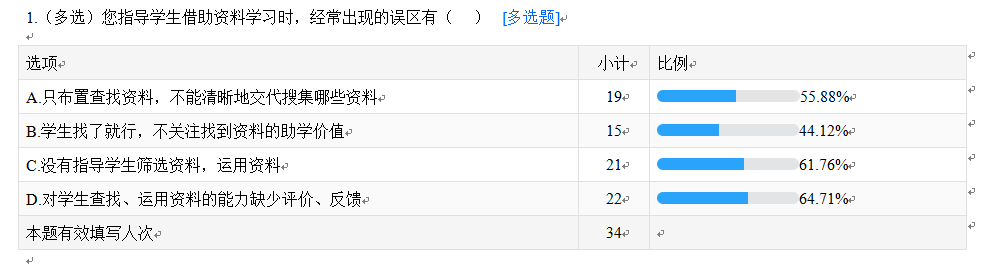 1.（多选）您指导学生借助资料学习时，经常出现的误区有（　）　[多选题]
选项 小计 比例
A.只布置查找资料，不能清晰地交代搜集哪些资料 19 55.88%
B.学生找了就行，不关注找到资料的助学价值 15 44.12%
C.没有指导学生筛选资料，运用资料 21 61.76%
D.对学生查找、运用资料的能力缺少评价、反馈 22 64.71%
本题有效填写人次 34